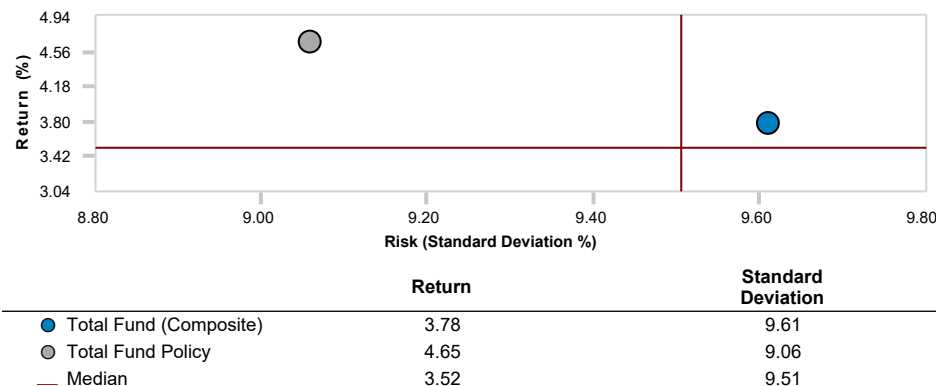 4.94
4.56
4.18
3.80
3.42
3.04
Return (%)
8.80 9.00 9.20 9.40 9.60 9.80
Risk (Standard Deviation %)
Return Standard Deviation
Total Fund (Composite) 3.78 9.61
Total Fund Policy 4.65 9.06
Median 3.52 9.51